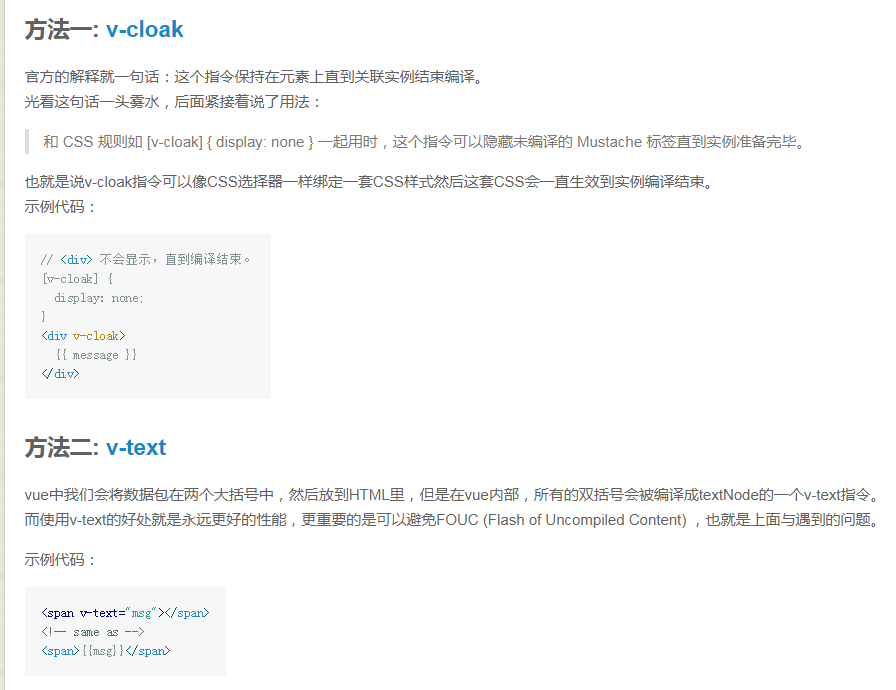 方法一: v-cloak
官方的解释就一句话：这个指令保持在元素上直到关联实例结束编译。
光看这句话一头雾水，后面紧接着说了用法：
和 CSS 规则如 [v-cloak] { display: none } 一起用时，这个指令可以隐藏未编译的 Mustache 标签直到实例准备完毕。
也就是说v-cloak指令可以像CSS选择器一样绑定一套CSS样式然后这套CSS会一直生效到实例编译结束。
示例代码：
// <div> 不会显示，直到编译结束。
[v-cloak] {
  display: none;
}
<div v-cloak>
  {{ message }}
</div>
方法二: v-text
vue中我们会将数据包在两个大括号中，然后放到HTML里，但是在vue内部，所有的双括号会被编译成textNode的一个v-text指令。
而使用v-text的好处就是永远更好的性能，更重要的是可以避免FOUC (Flash of Uncompiled Content) ，也就是上面与遇到的问题。
示例代码：
<span v-text="msg"></span>
<!-- same as -->
<span>{{msg}}</span>